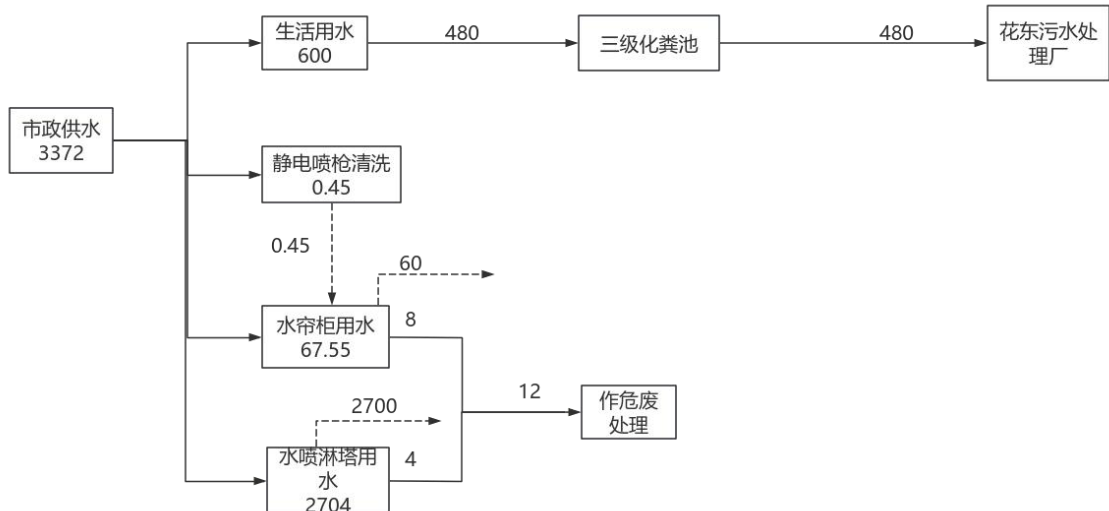 生活用水
600
480
三级化粪池
480
花东污水处
理厂
市政供水
3372
静电喷枪清洗
0.45
0.45
60
水帘柜用水
67.55
8
12
作危废
处理
2700
水喷淋塔用
水
2704
4